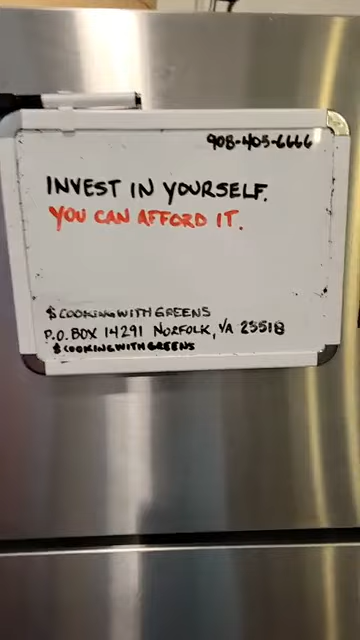 908-405-6666
INVEST IN YOURSELF.
YOU CAN AFFORD IT.
$COOKINGWITHGREENS
P.O. BOX 14291 NORFOLK, VA 23518
$COOKINGWITHGREENS